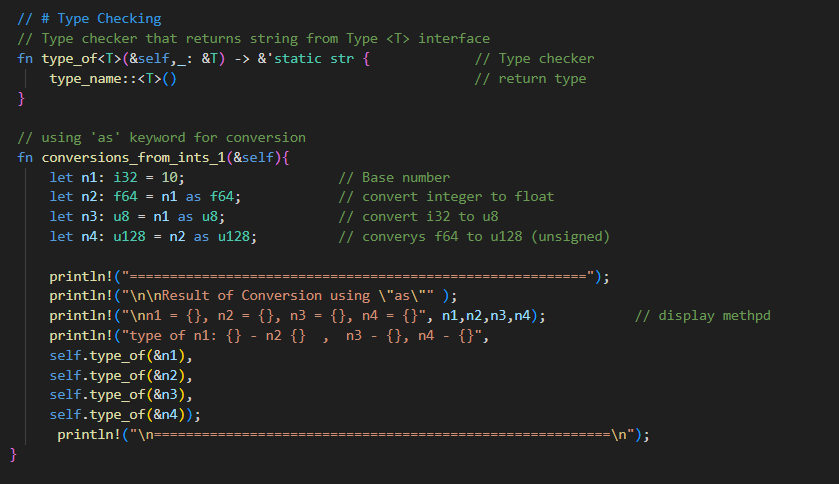 // # Type Checking
// Type checker that returns string from Type <T> interface
fn type_of<T>(&self,_: &T) -> &'static str {             // Type checker
    type_name::<T>()                                     // return type
}

// using 'as' keyword for conversion
fn conversions_from_ints_1(&self){
    let n1: i32 = 10;                   // Base number
    let n2: f64 = n1 as f64;            // convert integer to float
    let n3: u8 = n1 as u8;              // convert i32 to u8
    let n4: u128 = n2 as u128;          // converys f64 to u128 (unsigned)

    println!("=========================================================");
    println!("\n\nResult of Conversion using \"as\"" );
    println!("\nn1 = {}, n2 = {}, n3 = {}, n4 = {}", n1,n2,n3,n4);           // display methpd
    println!("type of n1: {} - n2 {}  ,  n3 - {}, n4 - {}",
    self.type_of(&n1),
    self.type_of(&n2),
    self.type_of(&n3),
    self.type_of(&n4));
     println!("\n=========================================================\n");
}